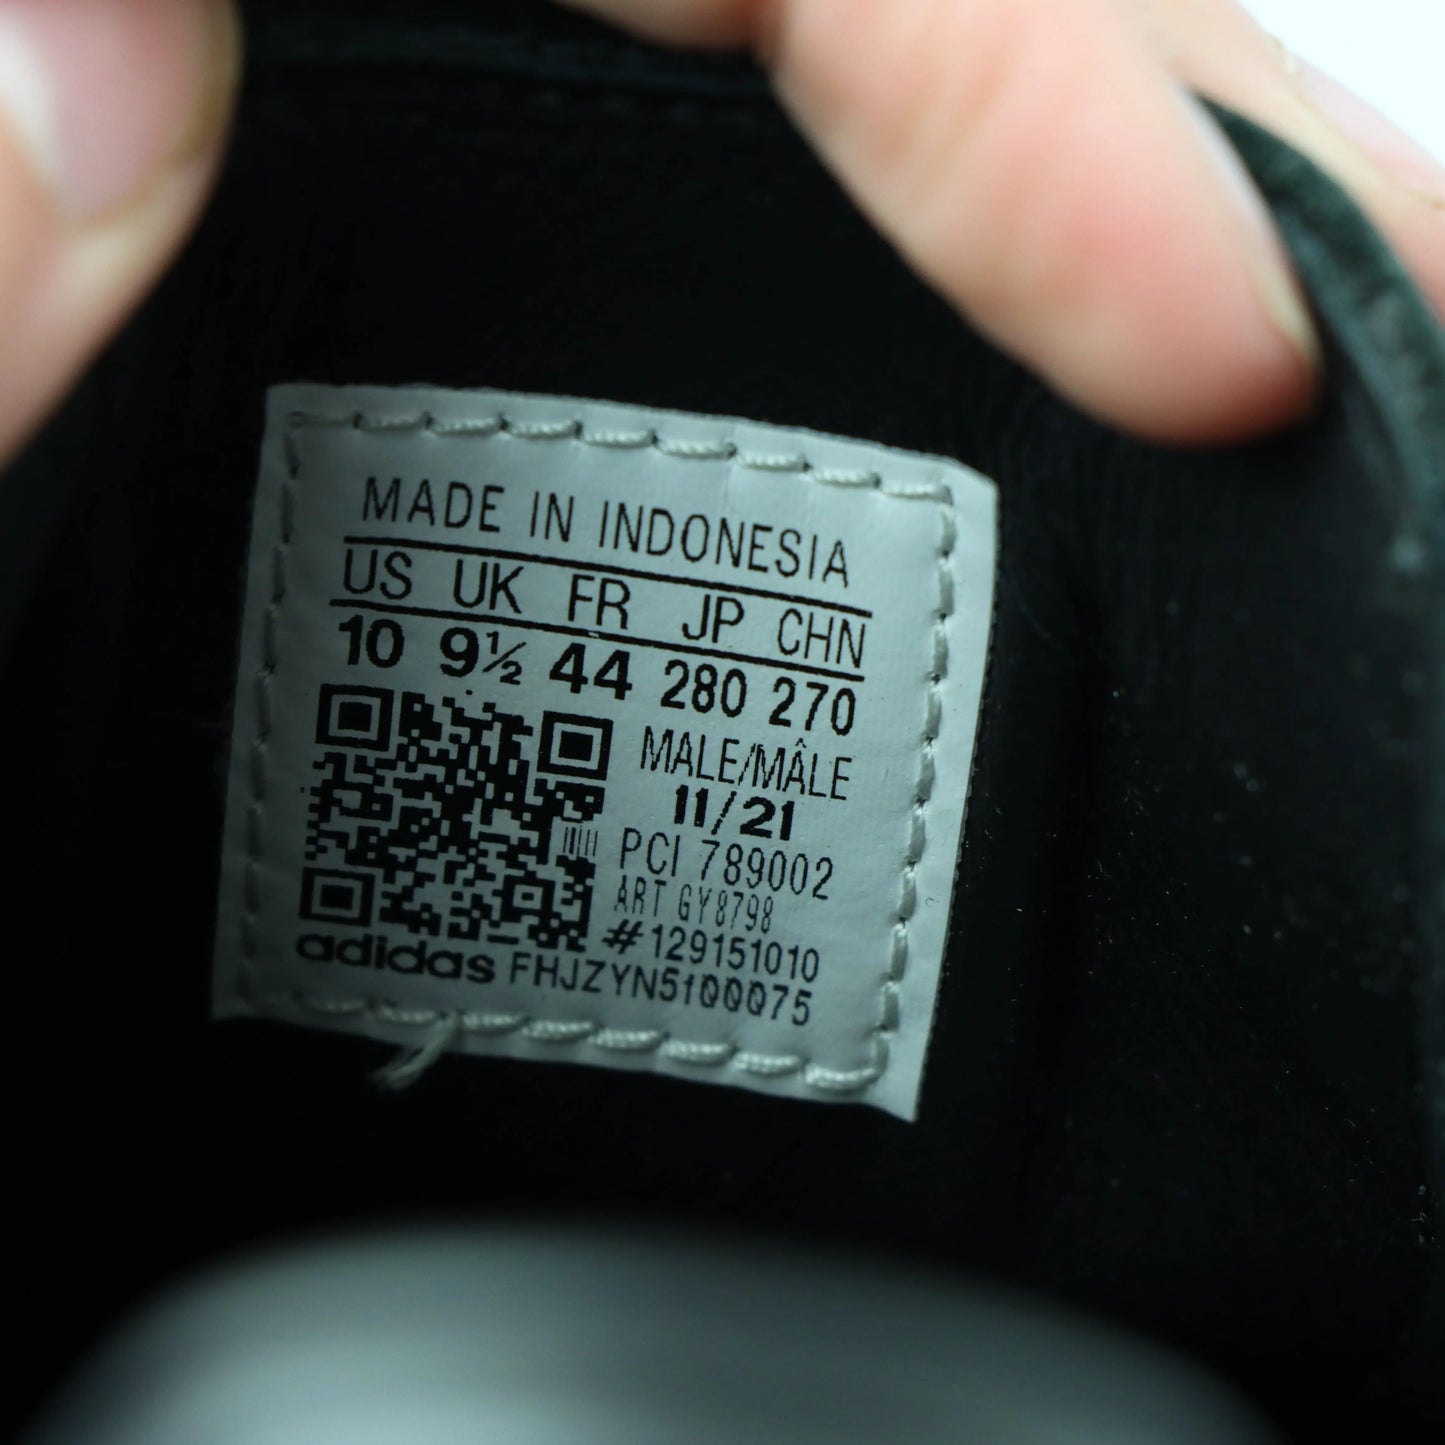 MADE IN INDONESIA
US UK FR JP CHN
10 9½ 44 280 270
MALE/MÂLE
11/21
PCI 789002
ART GY8798
#129151010
adidas FHJZYN5100075